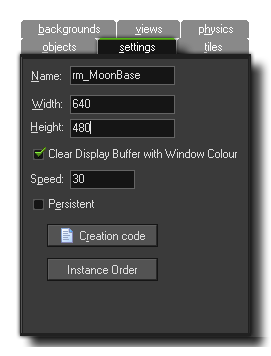 backgrounds views physics
objects settings tiles
Name: rm_MoonBase
Width: 640
Height: 480
Clear Display Buffer with Window Colour
Speed: 30
Persistent
Creation code
Instance Order